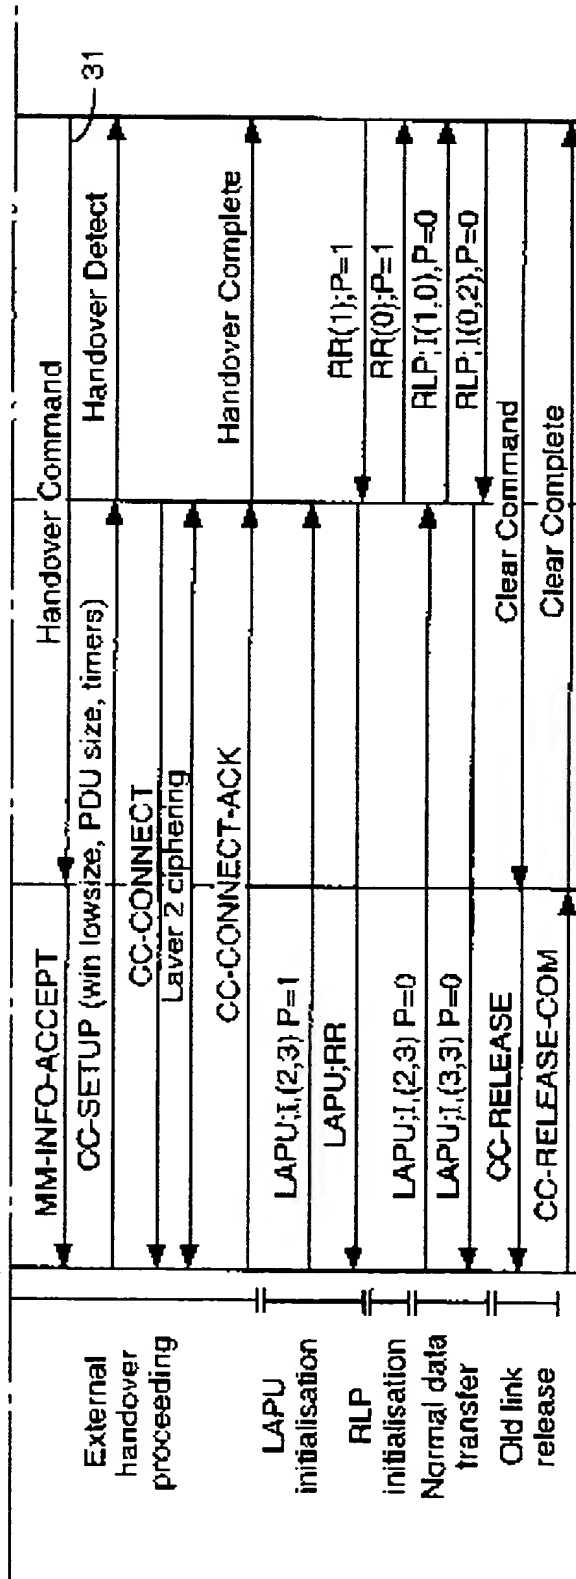 31
Handover Command
MM-INFO-ACCEPT
Handover Detect
CC-SETUP (win lowsize, PDU size, timers)
CC-CONNECT
Layer 2 ciphering
Handover Complete
CC-CONNECT-ACK
LAPU;I,(2,3) P=1
RR(1);P=1
LAPU;RR
RR(0);P=1
RLP;I(1,0),P=0
LAPU;I,(2,3) P=0
RLP;I(0,2),P=0
LAPU;I,(3,3) P=0
Clear Command
CC-RELEASE
Clear Complete
CC-RELEASE-COM
External
handover
proceeding
LAPU
initialisation
RLP
initialisation
Normal data
transfer
Old link
release